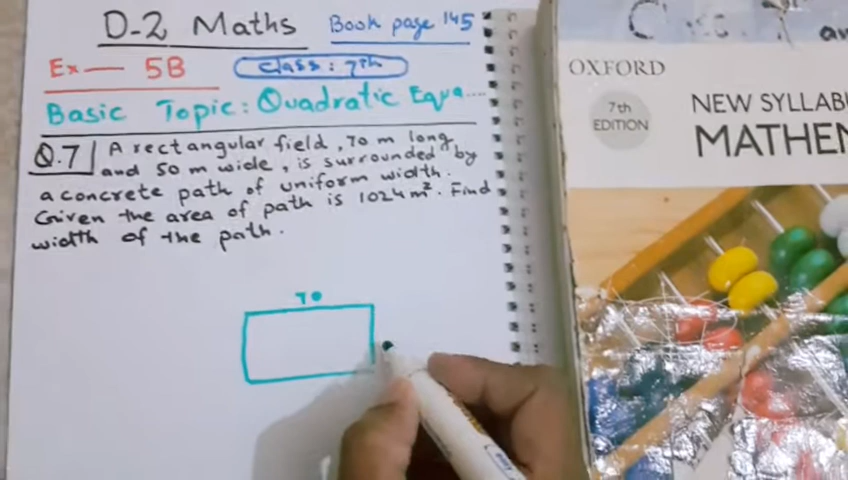 D-2 Maths
Book page 145
Ex — 5B
Class: 7th
Basic Topic: Quadratic Equa....
Q.7 A rectangular field, 70 m long
and 50 m wide, is surrounded by
a concrete path of uniform width.
Given the area of path is 1024 m². Find
width of the path.
70
OXFORD
7th
EDITION
NEW SYLLAB
MATHEM